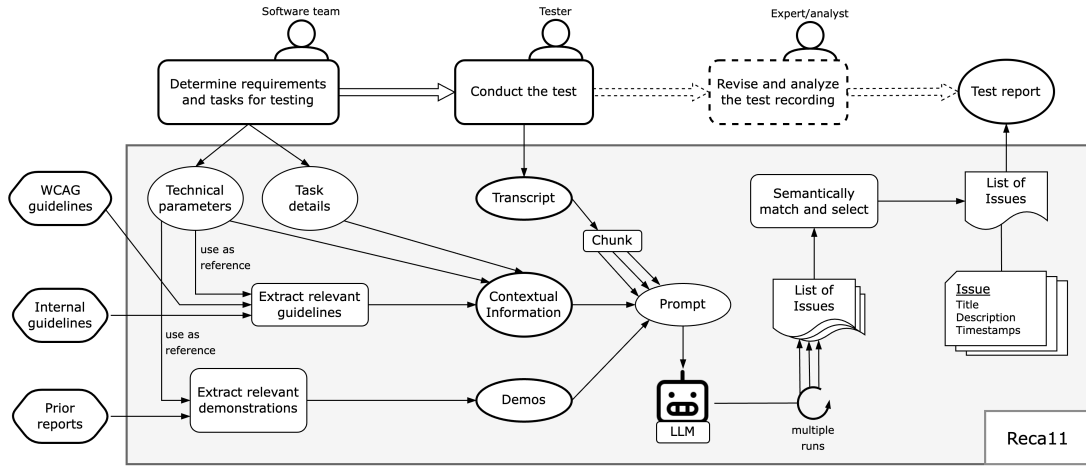 Software team
Tester
Expert/analyst
Determine requirements
and tasks for testing
Conduct the test
Revise and analyze
the test recording
Test report
WCAG
guidelines
Technical
parameters
Task
details
Transcript
Semantically
match and select
List of
Issues
Chunk
use as
reference
Internal
guidelines
Extract relevant
guidelines
Contextual
Information
Prompt
List of
Issues
Issue
Title
Description
Timestamps
use as
reference
Prior
reports
Extract relevant
demonstrations
Demos
LLM
multiple
runs
Reca11